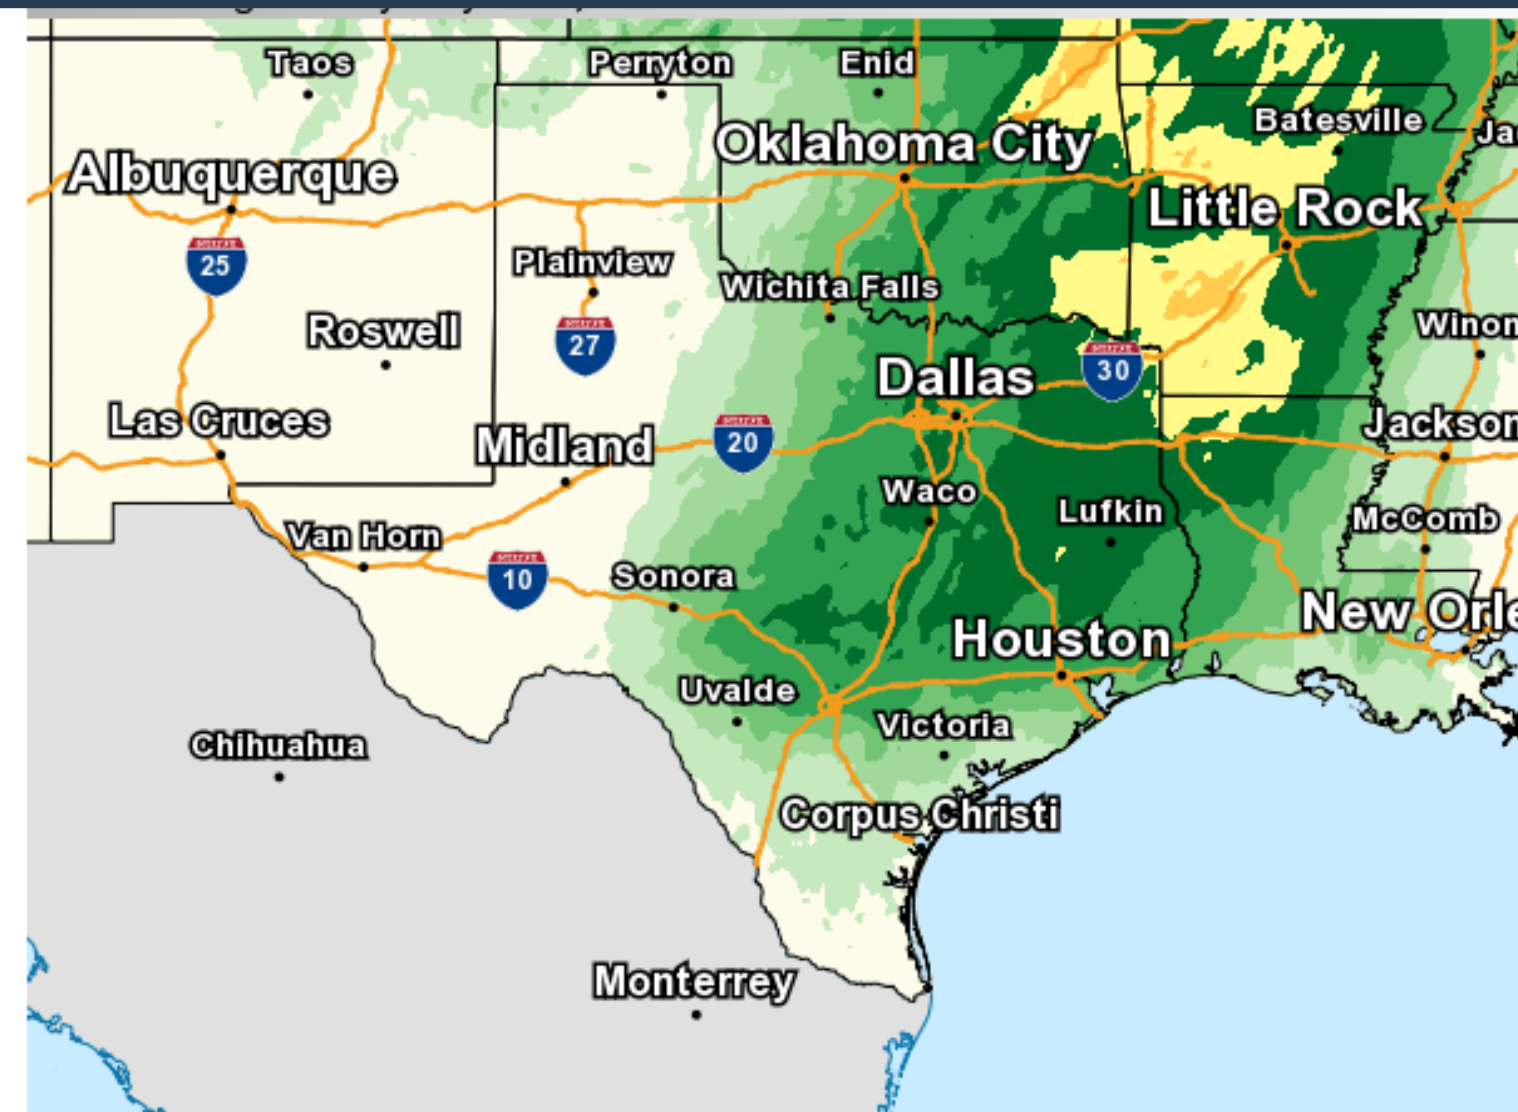 Taos
Perryton
Enid
Batesville
Ja
Oklahoma City
Albuquerque
Little Rock
25
Plainview
Wichita Falls
Roswell
27
Winon
30
Dallas
Las Cruces
Midland
20
Jackson
Waco
Lufkin
McComb
Van Horn
10
Sonora
New Orle
Houston
Uvalde
Victoria
Chihuahua
Corpus Christi
Monterrey